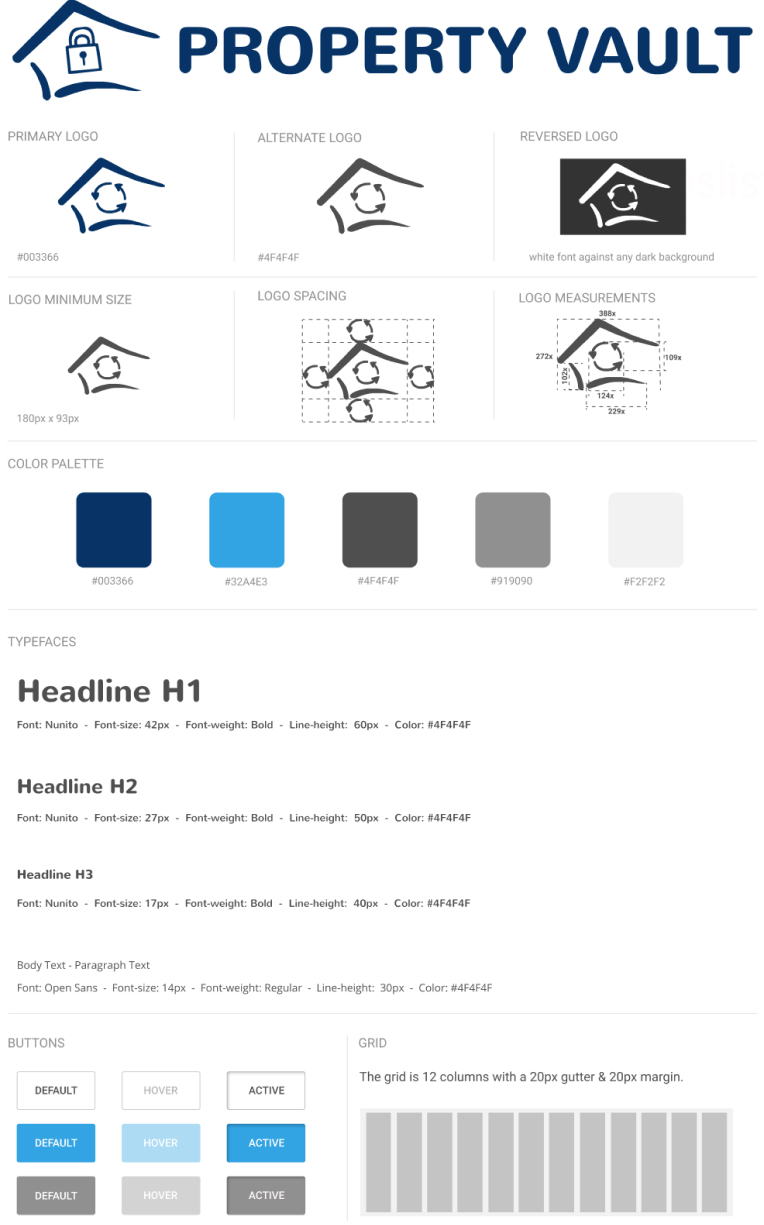 PROPERTY VAULT
PRIMARY LOGO
ALTERNATE LOGO
REVERSED LOGO
#003366
#4F4F4F
white font against any dark background
LOGO MINIMUM SIZE
LOGO SPACING
LOGO MEASUREMENTS
388x
272x
109x
102x
124x
229x
180px x 93px
COLOR PALETTE
#003366
#32A4E3
#4F4F4F
#919090
#F2F2F2
TYPEFACES
Headline H1
Font: Nunito - Font-size: 42px - Font-weight: Bold - Line-height: 60px - Color: #4F4F4F
Headline H2
Font: Nunito - Font-size: 27px - Font-weight: Bold - Line-height: 50px - Color: #4F4F4F
Headline H3
Font: Nunito - Font-size: 17px - Font-weight: Bold - Line-height: 40px - Color: #4F4F4F
Body Text - Paragraph Text
Font: Open Sans - Font-size: 14px - Font-weight: Regular - Line-height: 30px - Color: #4F4F4F
BUTTONS
GRID
The grid is 12 columns with a 20px gutter & 20px margin.
DEFAULT HOVER ACTIVE
DEFAULT HOVER ACTIVE
DEFAULT HOVER ACTIVE